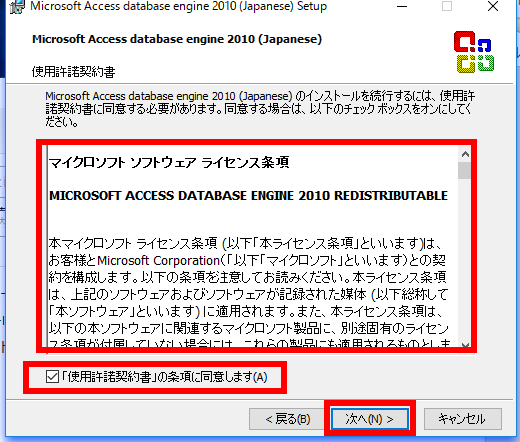 Microsoft Access database engine 2010 (Japanese) Setup
Microsoft Access database engine 2010 (Japanese)
使用許諾契約書
Microsoft Access database engine 2010 (Japanese) のインストールを続行するには、使用許
諾契約書に同意する必要があります。同意する場合は、以下のチェック ボックスをオンにしてく
ださい。
マイクロソフト ソフトウェア ライセンス条項
MICROSOFT ACCESS DATABASE ENGINE 2010 REDISTRIBUTABLE
本マイクロソフト ライセンス条項 (以下「本ライセンス条項」といいます)は、
お客様とMicrosoft Corporation(「以下「マイクロソフト」といいます)との契
約を構成します。以下の条項を注意してお読みください。本ライセンス条項
は、上記のソフトウェアおよびソフトウェアが記録された媒体 (以下総称して
「本ソフトウェア」といいます) に適用されます。また、本ライセンス条項は、
以下の本ソフトウェアに関連するマイクロソフト製品に、別途固有のライセン
ス条項が付属していない場合には、これらの製品にも適用されるものとしま
「使用許諾契約書」の条項に同意します(A)
< 戻る(B)
次へ(N) >
キャンセル